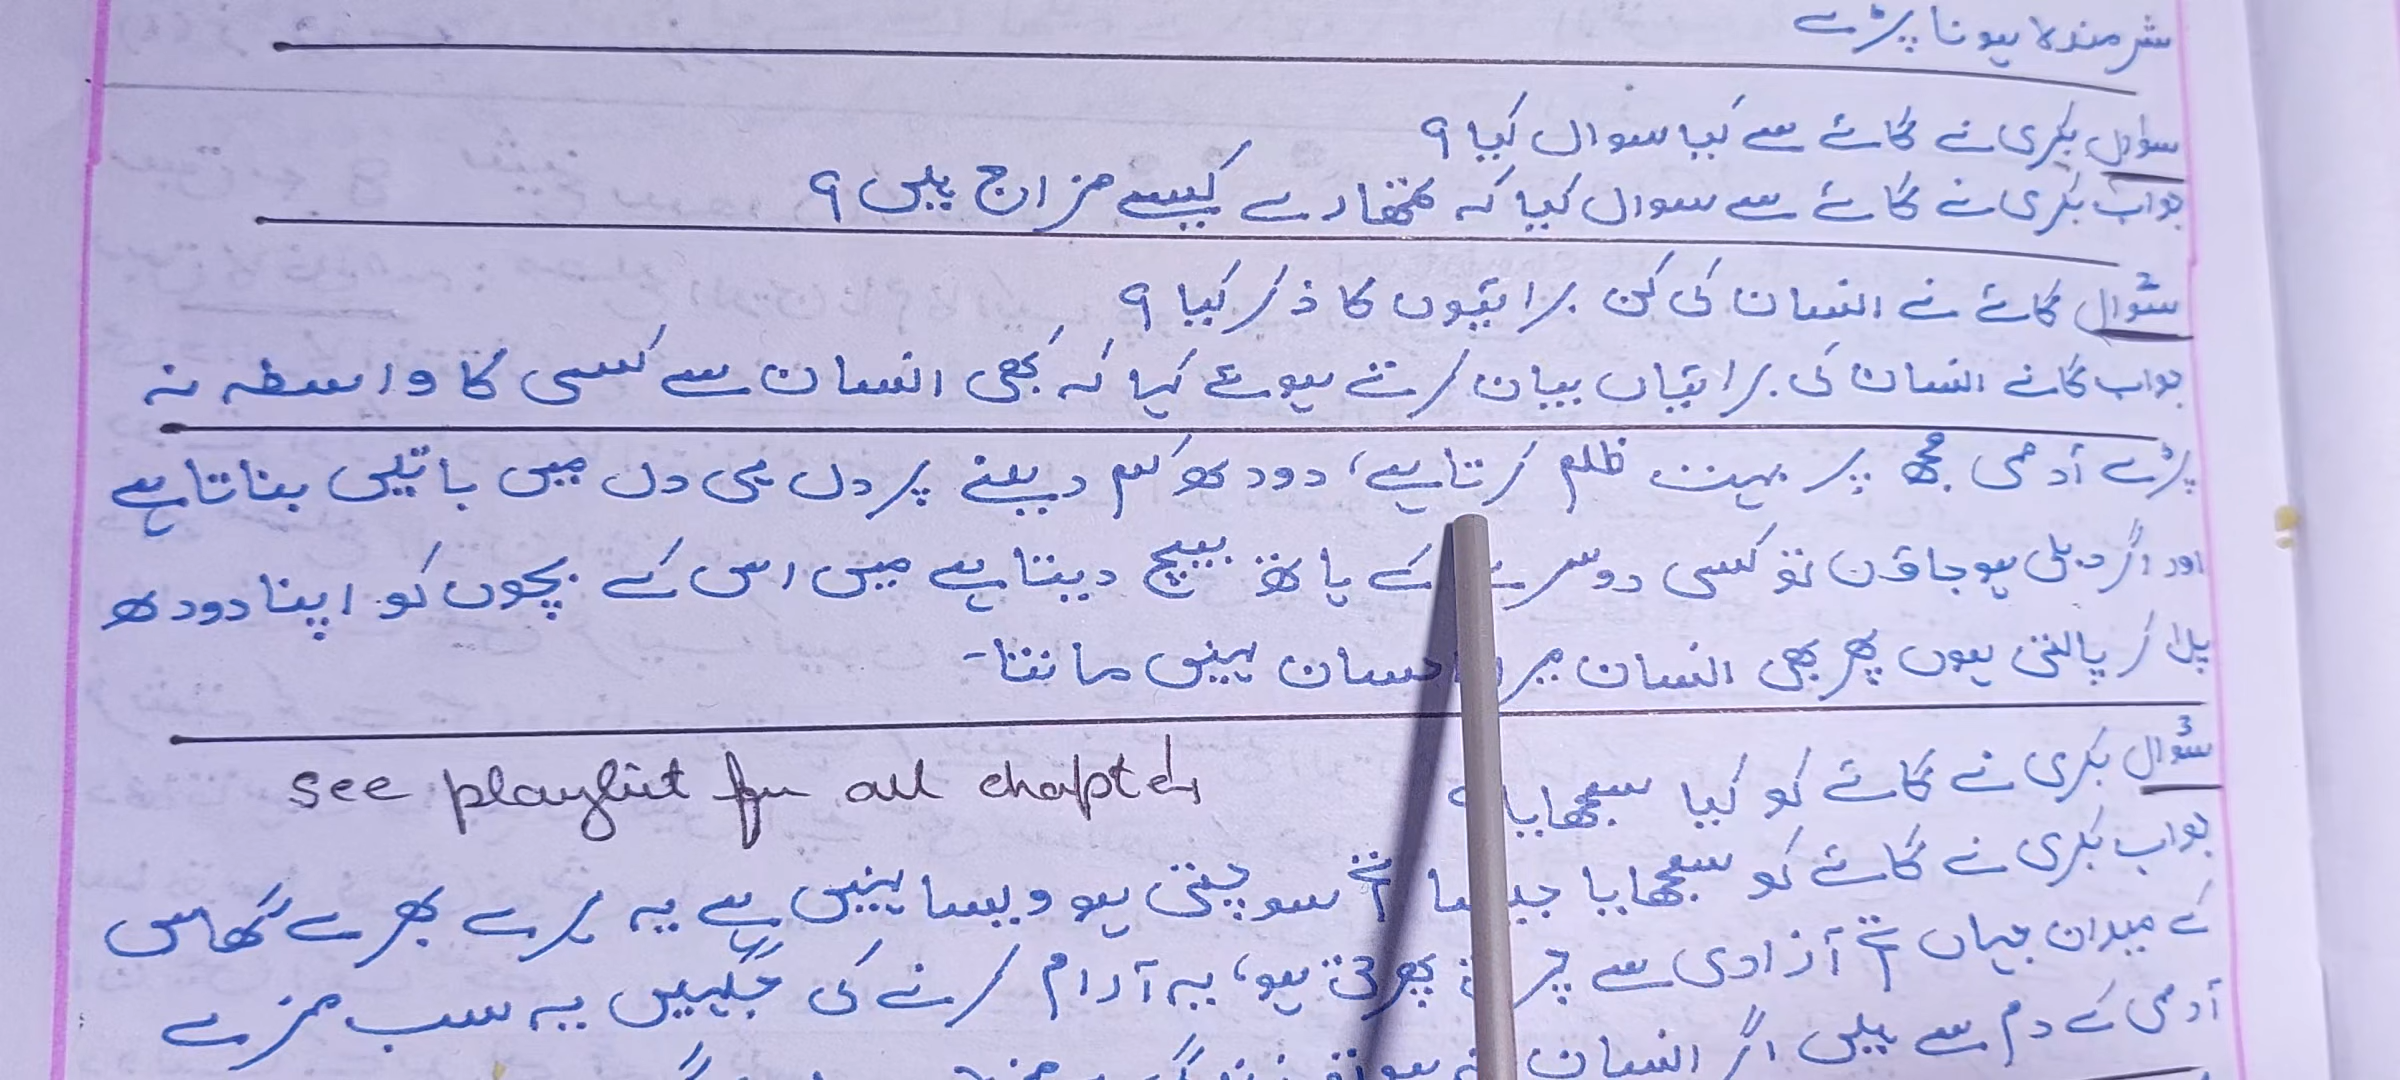 شرمندہ ہونا پڑے
سوال بکری نے گائے سے کیا سوال کیا؟
جواب بکری نے گائے سے سوال کیا کہ تمھارے کیسے مزاج ہیں؟
سوال 2 گائے نے انسان کی کن برائیوں کا ذکر کیا؟
جواب گائے انسان کی برائیاں بیان کرتے ہوئے کہا کہ کبھی انسان سے کسی کا واسطہ نہ
پڑے آدمی مجھ پر بہت ظلم کرتا ہے، دودھ کم دینے پر دل ہی دل میں باتیں بناتا ہے
اور اگر دبلی ہو جاؤں تو کسی دوسرے کے ہاتھ بیچ دیتا ہے میں اس کے بچوں کو اپنا دودھ
پلا کر پالتی ہوں پھر بھی انسان میرا احسان نہیں مانتا۔
سوال 3 بکری نے گائے کو کیا سمجھایا؟
see playlist for all chapters
جواب بکری نے گائے کو سمجھایا جیسا تم سوچتی ہو ویسا نہیں ہے یہ ہرے بھرے گھاس
کے میدان جہاں تم آزادی سے چرتی پھرتی ہو، یہ آرام کرنے کی جگہیں یہ سب مزے
آدمی کے دم سے ہیں اگر انسان